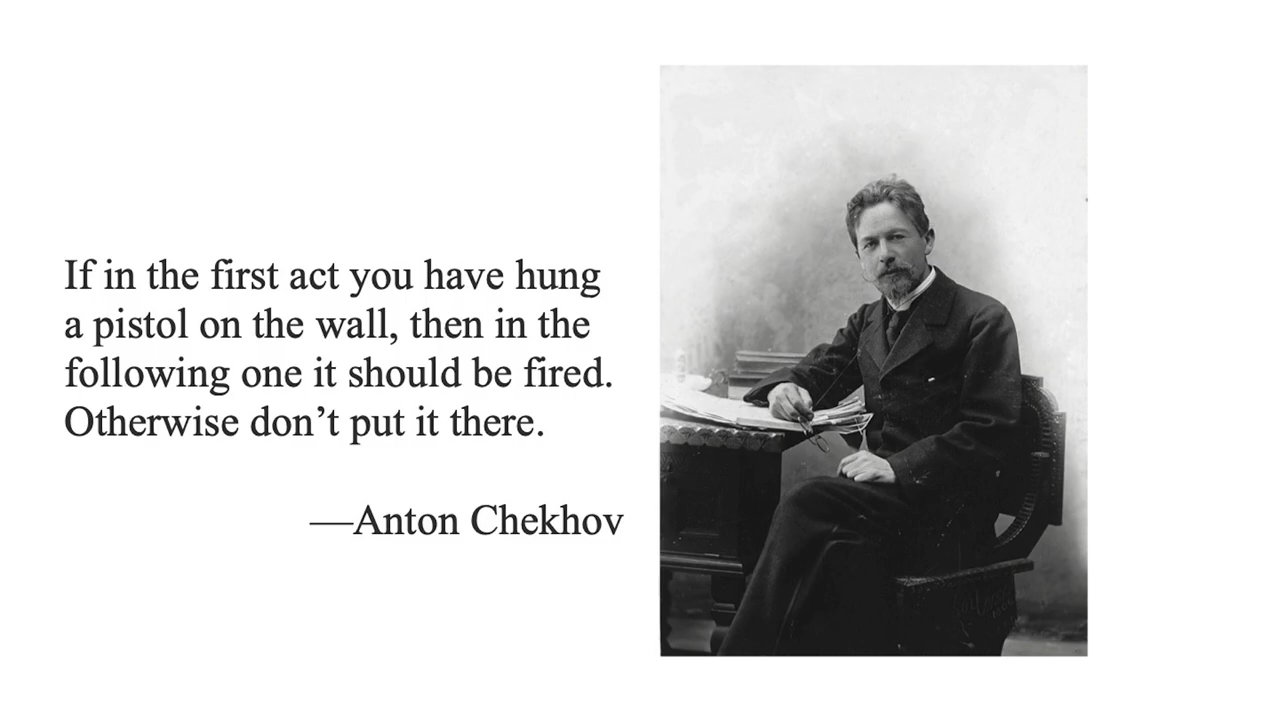 If in the first act you have hung
a pistol on the wall, then in the
following one it should be fired.
Otherwise don’t put it there.
—Anton Chekhov